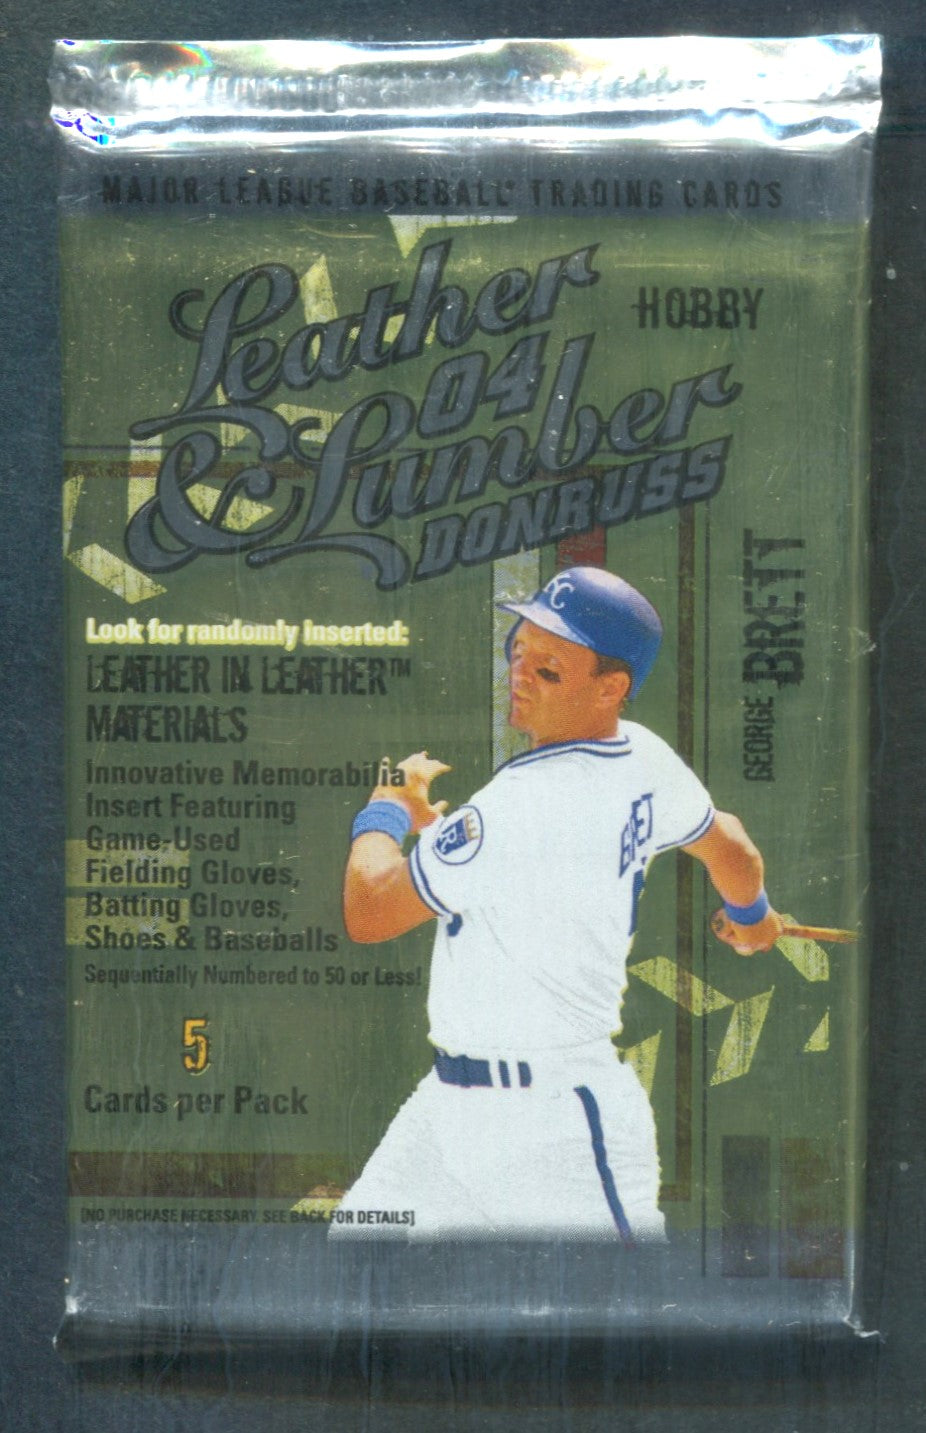 MAJOR LEAGUE BASEBALL® TRADING CARDS
Leather
HOBBY
04
& Lumber
DONRUSS
GEORGE BRETT
Look for randomly inserted:
LEATHER IN LEATHER™
MATERIALS
Innovative Memorabilia
Insert Featuring
Game-Used
Fielding Gloves,
Batting Gloves,
Shoes & Baseballs
Sequentially Numbered to 50 or Less!
5
Cards per Pack
[NO PURCHASE NECESSARY. SEE BACK FOR DETAILS]
KC
R